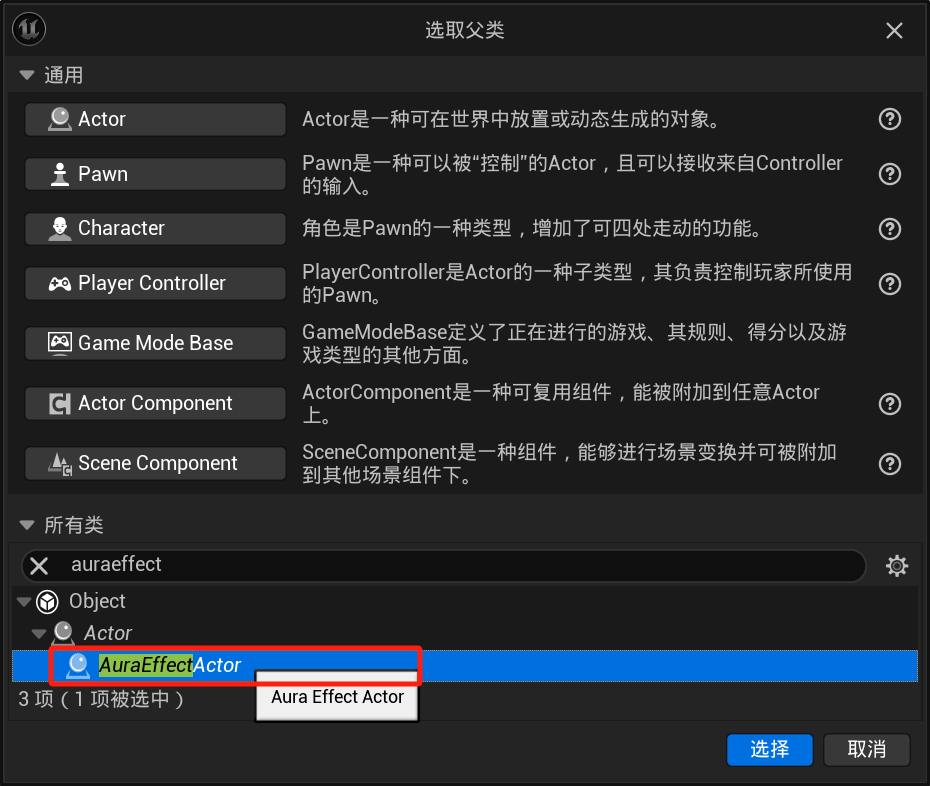 选取父类
通用
Actor
Actor是一种可在世界中放置或动态生成的对象。
Pawn
Pawn是一种可以被“控制”的Actor，且可以接收来自Controller
的输入。
Character
角色是Pawn的一种类型，增加了可四处走动的功能。
Player Controller
PlayerController是Actor的一种子类型，其负责控制玩家所使用
的Pawn。
Game Mode Base
GameModeBase定义了正在进行的游戏、其规则、得分以及游
戏类型的其他方面。
Actor Component
ActorComponent是一种可复用组件，能被附加到任意Actor
上。
Scene Component
SceneComponent是一种组件，能够进行场景变换并可被附加
到其他场景组件下。
所有类
auraeffect
Object
Actor
AuraEffectActor
Aura Effect Actor
3 项（1 项被选中）
选择
取消